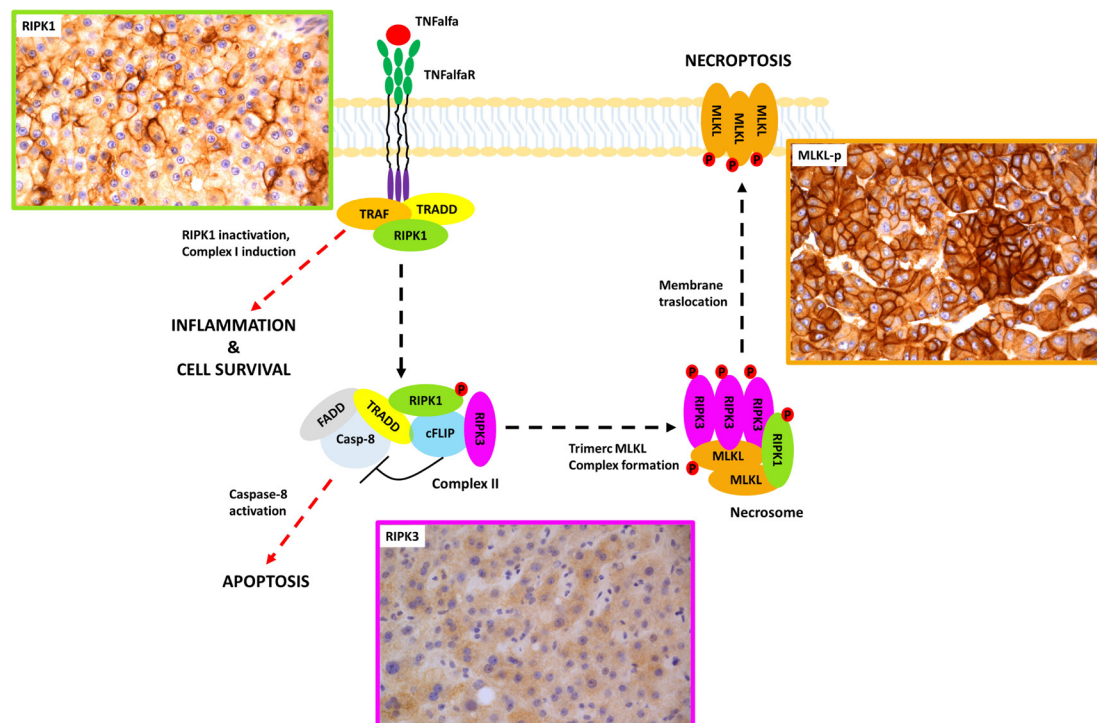 RIPK1
TNFalfa
TNFalfaR
NECROPTOSIS
MLKL
MLKL
MLKL
P
P
P
MLKL-p
TRAF
TRADD
RIPK1
RIPK1 inactivation,
Complex I induction
INFLAMMATION
&
CELL SURVIVAL
Membrane
traslocation
FADD
TRADD
RIPK1
P
RIPK3
Casp-8
cFLIP
Complex II
Trimerc MLKL
Complex formation
P
P
P
RIPK3
RIPK3
RIPK3
P
RIPK1
MLKL
P
MLKL
Necrosome
Caspase-8
activation
APOPTOSIS
RIPK3